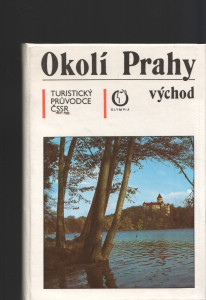 Okolí Prahy
východ
TURISTICKÝ
PRŮVODCE
ČSSR
OLYMPIA